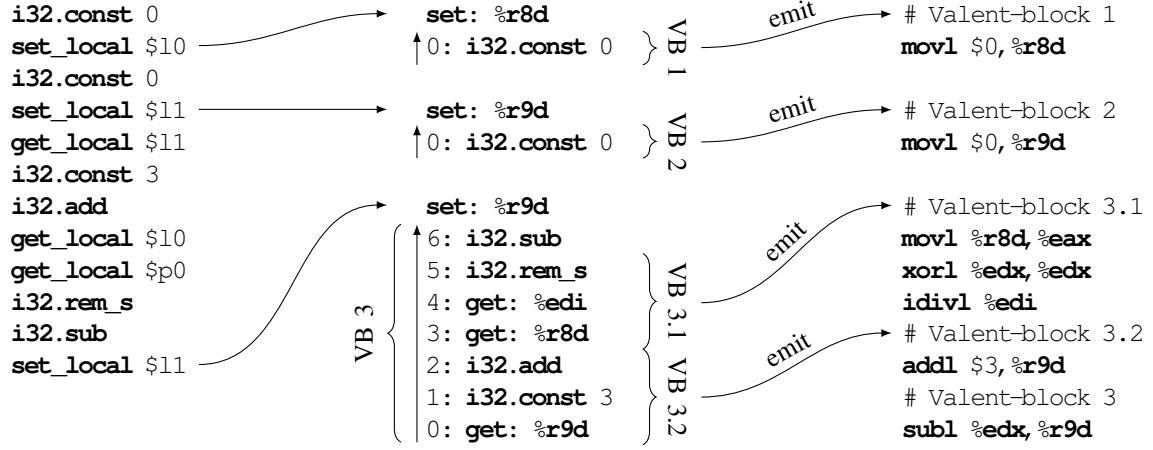 i32.const 0
set_local $l0
i32.const 0
set_local $l1
get_local $l1
i32.const 3
i32.add
get_local $l0
get_local $p0
i32.rem_s
i32.sub
set_local $l1
set: %r8d
0: i32.const 0
VB 1
set: %r9d
0: i32.const 0
VB 2
set: %r9d
6: i32.sub
5: i32.rem_s
4: get: %edi
3: get: %r8d
2: i32.add
1: i32.const 3
0: get: %r9d
VB 3
VB 3.1
VB 3.2
emit
# Valent-block 1
movl $0,%r8d
emit
# Valent-block 2
movl $0,%r9d
emit
# Valent-block 3.1
movl %r8d,%eax
xorl %edx,%edx
idivl %edi
emit
# Valent-block 3.2
addl $3,%r9d
# Valent-block 3
subl %edx,%r9d